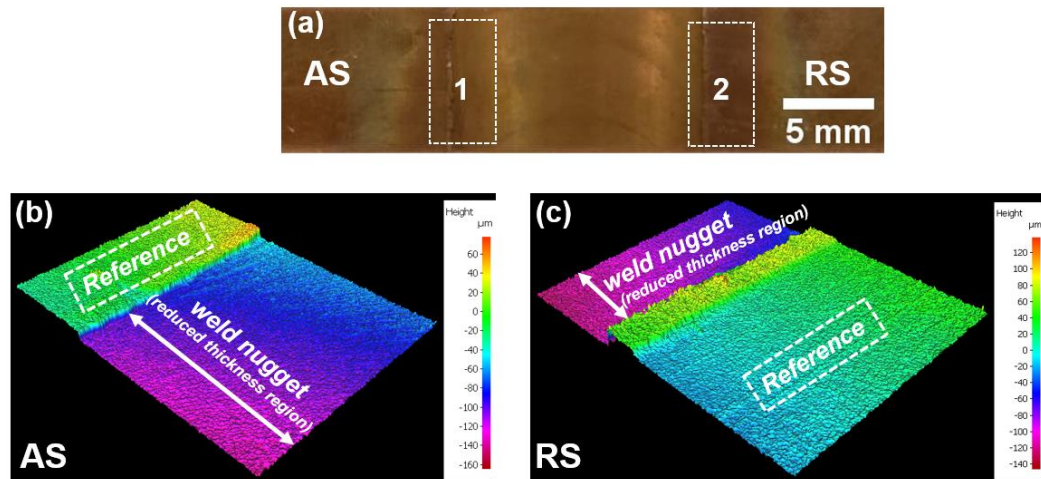 (a)
AS
1
2
RS
5 mm
(b)
Reference
weld nugget
(reduced thickness region)
AS
Height
µm
60
40
20
0
-20
-40
-60
-80
-100
-120
-140
-160
(c)
weld nugget
(reduced thickness region)
Reference
RS
Height
µm
120
100
80
60
40
20
0
-20
-40
-60
-80
-100
-120
-140